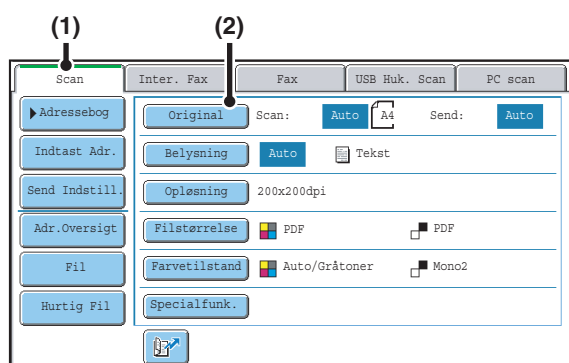 (1) (2)
Scan Inter. Fax Fax USB Huk. Scan PC scan
Adressebog Original Scan: Auto A4 Send: Auto
Indtast Adr. Belysning Auto Tekst
Send Indstill. Opløsning 200x200dpi
Adr.Oversigt Filstørrelse PDF PDF
Fil Farvetilstand Auto/Gråtoner Mono2
Hurtig Fil Specialfunk.